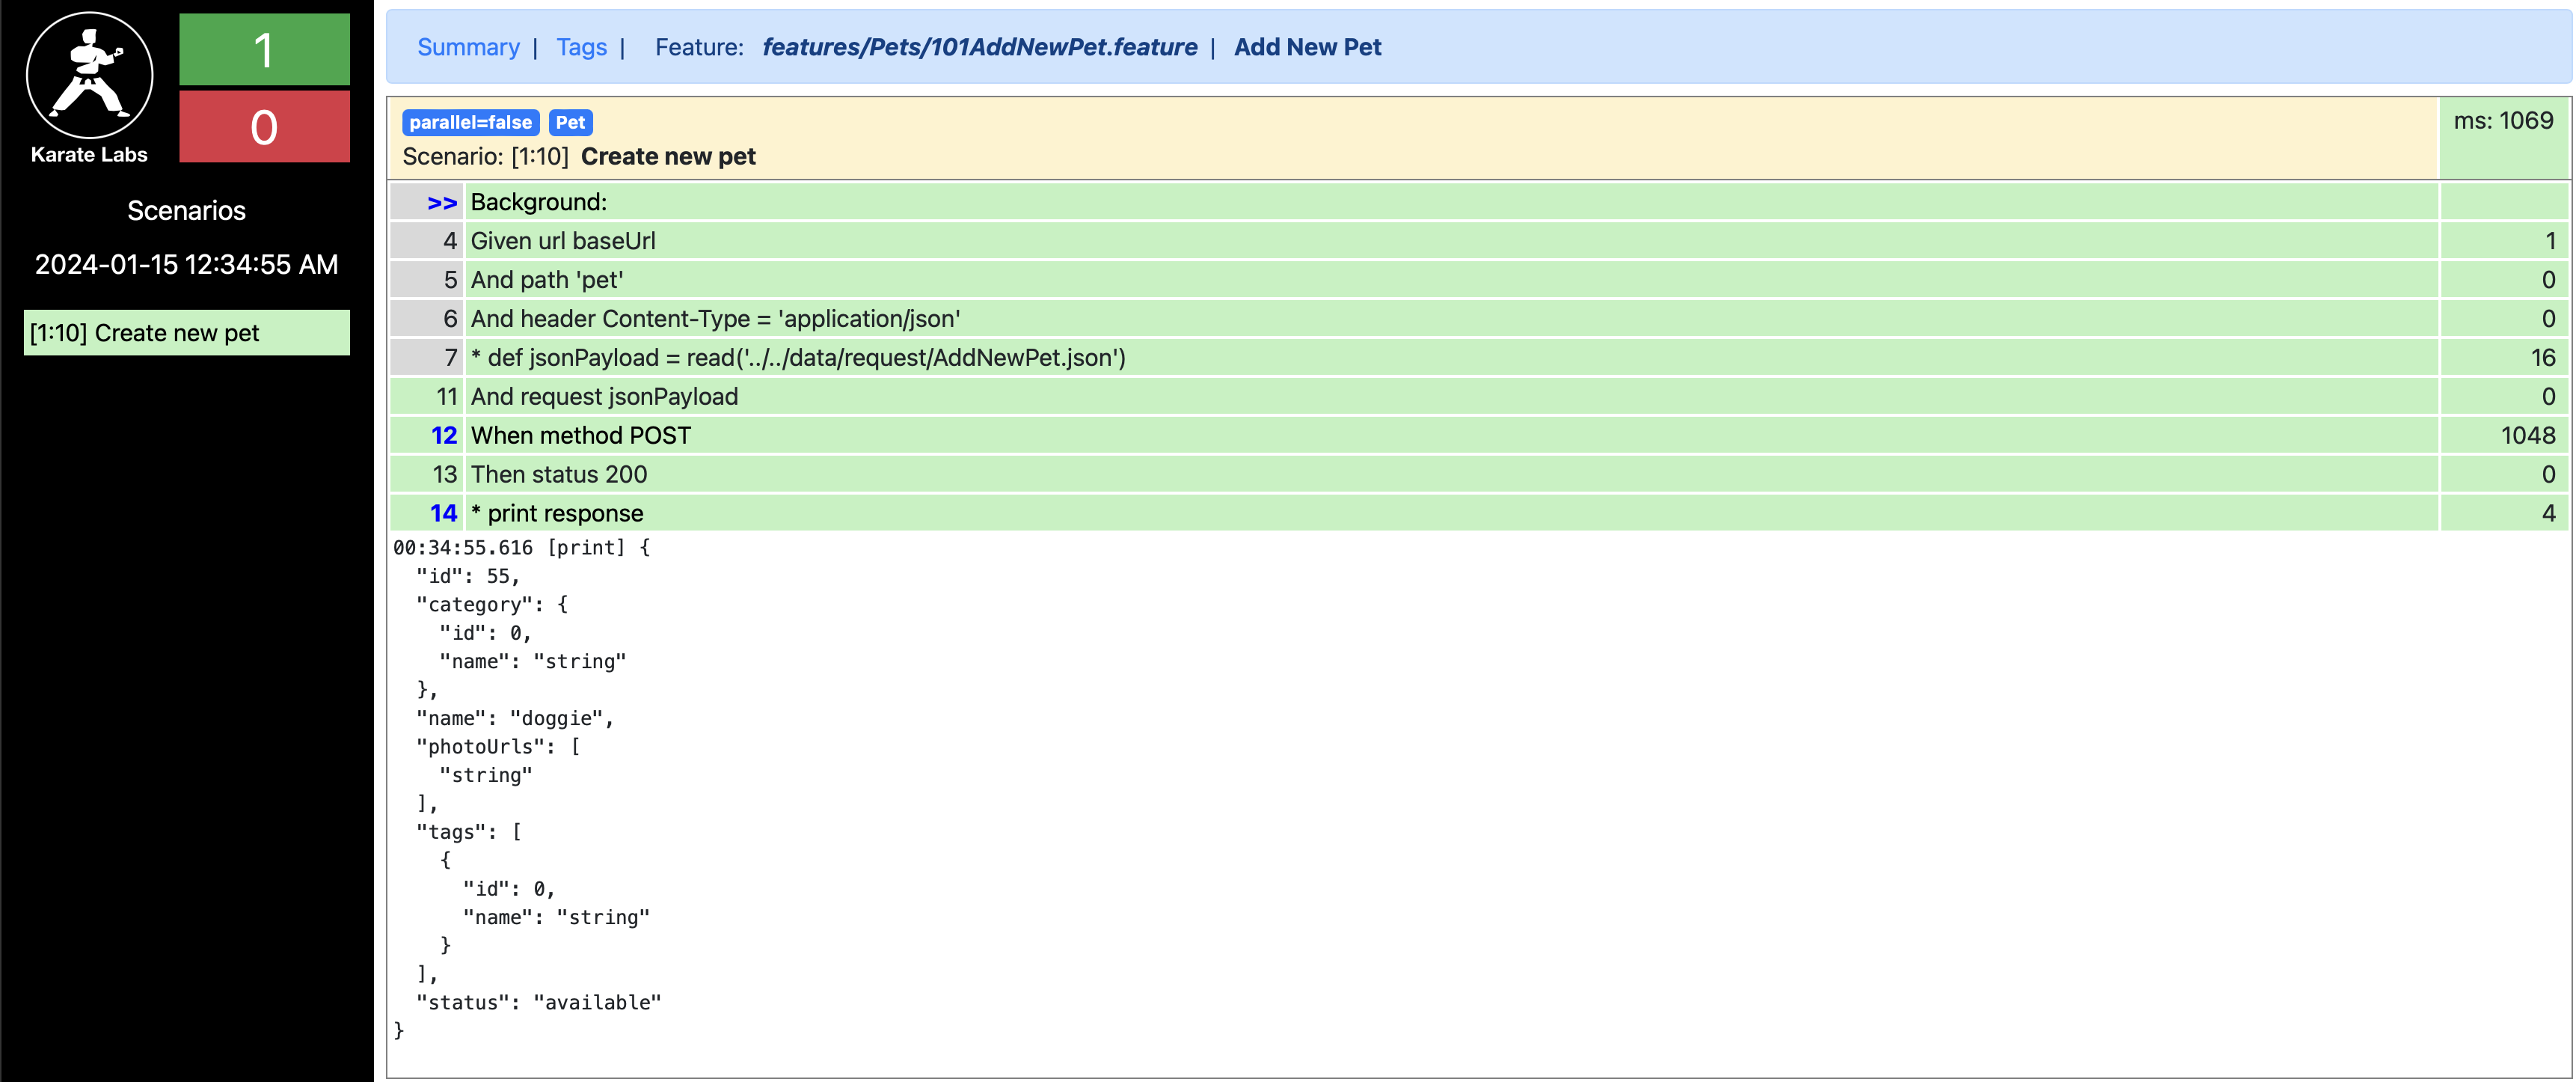 Karate Labs
1
0
Scenarios
2024-01-15 12:34:55 AM
[1:10] Create new pet
Summary | Tags | Feature: features/Pets/101AddNewPet.feature | Add New Pet
parallel=false Pet
Scenario: [1:10] Create new pet
ms: 1069
>> Background:
4 Given url baseUrl 1
5 And path 'pet' 0
6 And header Content-Type = 'application/json' 0
7 * def jsonPayload = read('../../data/request/AddNewPet.json') 16
11 And request jsonPayload 0
12 When method POST 1048
13 Then status 200 0
14 * print response 4
00:34:55.616 [print] {
  "id": 55,
  "category": {
    "id": 0,
    "name": "string"
  },
  "name": "doggie",
  "photoUrls": [
    "string"
  ],
  "tags": [
    {
      "id": 0,
      "name": "string"
    }
  ],
  "status": "available"
}